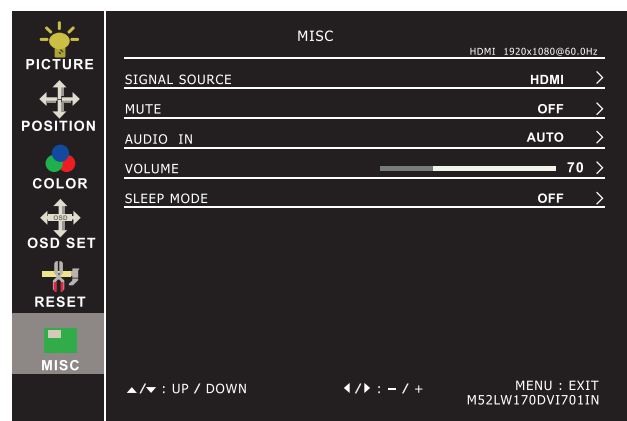 PICTURE
POSITION
COLOR
OSD
OSD SET
RESET
MISC
MISC
HDMI 1920x1080@60.0Hz
SIGNAL SOURCE HDMI
MUTE OFF
AUDIO IN AUTO
VOLUME 70
SLEEP MODE OFF
▲/▼ : UP / DOWN ◀/▶ : – / + MENU : EXIT
M52LW170DVI701IN